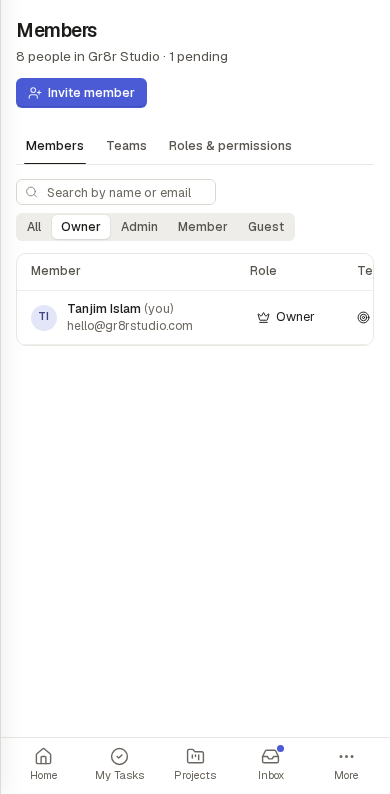 Members
8 people in Gr8r Studio · 1 pending
Invite member
Members Teams Roles & permissions
Search by name or email
All Owner Admin Member Guest
Member Role Te
TI Tanjim Islam (you) Owner
hello@gr8rstudio.com
Home My Tasks Projects Inbox More